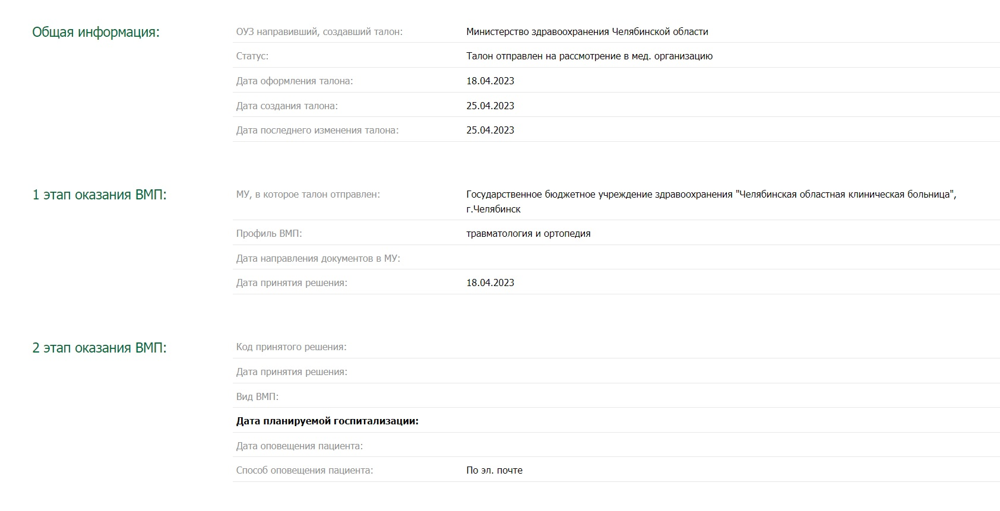 Общая информация:
ОУЗ направивший, создавший талон: Министерство здравоохранения Челябинской области
Статус: Талон отправлен на рассмотрение в мед. организацию
Дата оформления талона: 18.04.2023
Дата создания талона: 25.04.2023
Дата последнего изменения талона: 25.04.2023
1 этап оказания ВМП:
МУ, в которое талон отправлен: Государственное бюджетное учреждение здравоохранения "Челябинская областная клиническая больница",
г.Челябинск
Профиль ВМП: травматология и ортопедия
Дата направления документов в МУ:
Дата принятия решения: 18.04.2023
2 этап оказания ВМП:
Код принятого решения:
Дата принятия решения:
Вид ВМП:
Дата планируемой госпитализации:
Дата оповещения пациента:
Способ оповещения пациента: По эл. почте